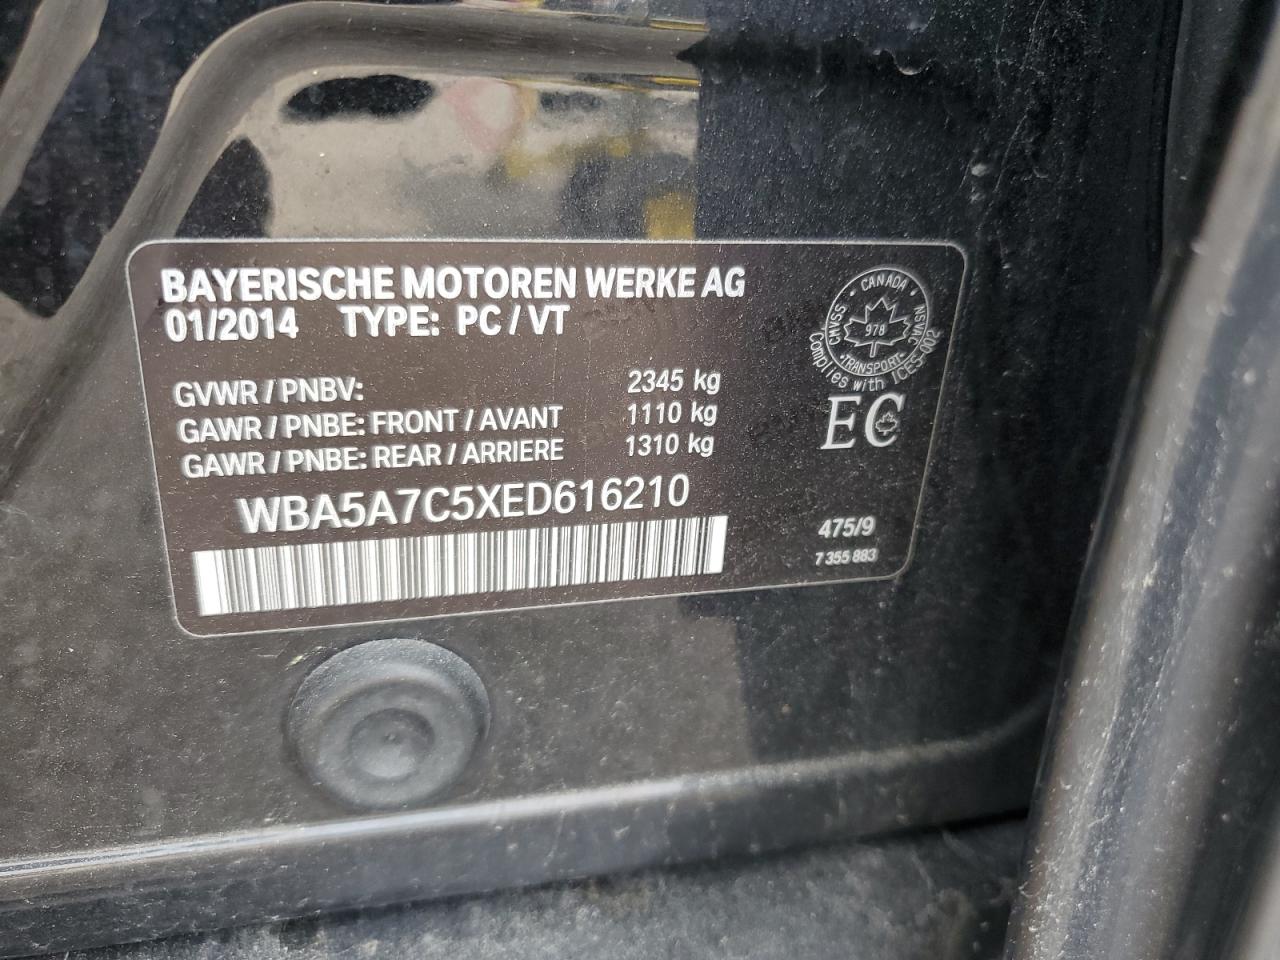 BAYERISCHE MOTOREN WERKE AG
01/2014 TYPE: PC / VT
CANADA
CMVSS · NSVAC
978
· TRANSPORT ·
Complies with ICES-002
GVWR / PNBV: 2345 kg
GAWR / PNBE: FRONT / AVANT 1110 kg
GAWR / PNBE: REAR / ARRIERE 1310 kg
EC
WBA5A7C5XED616210
475/9
7 355 883